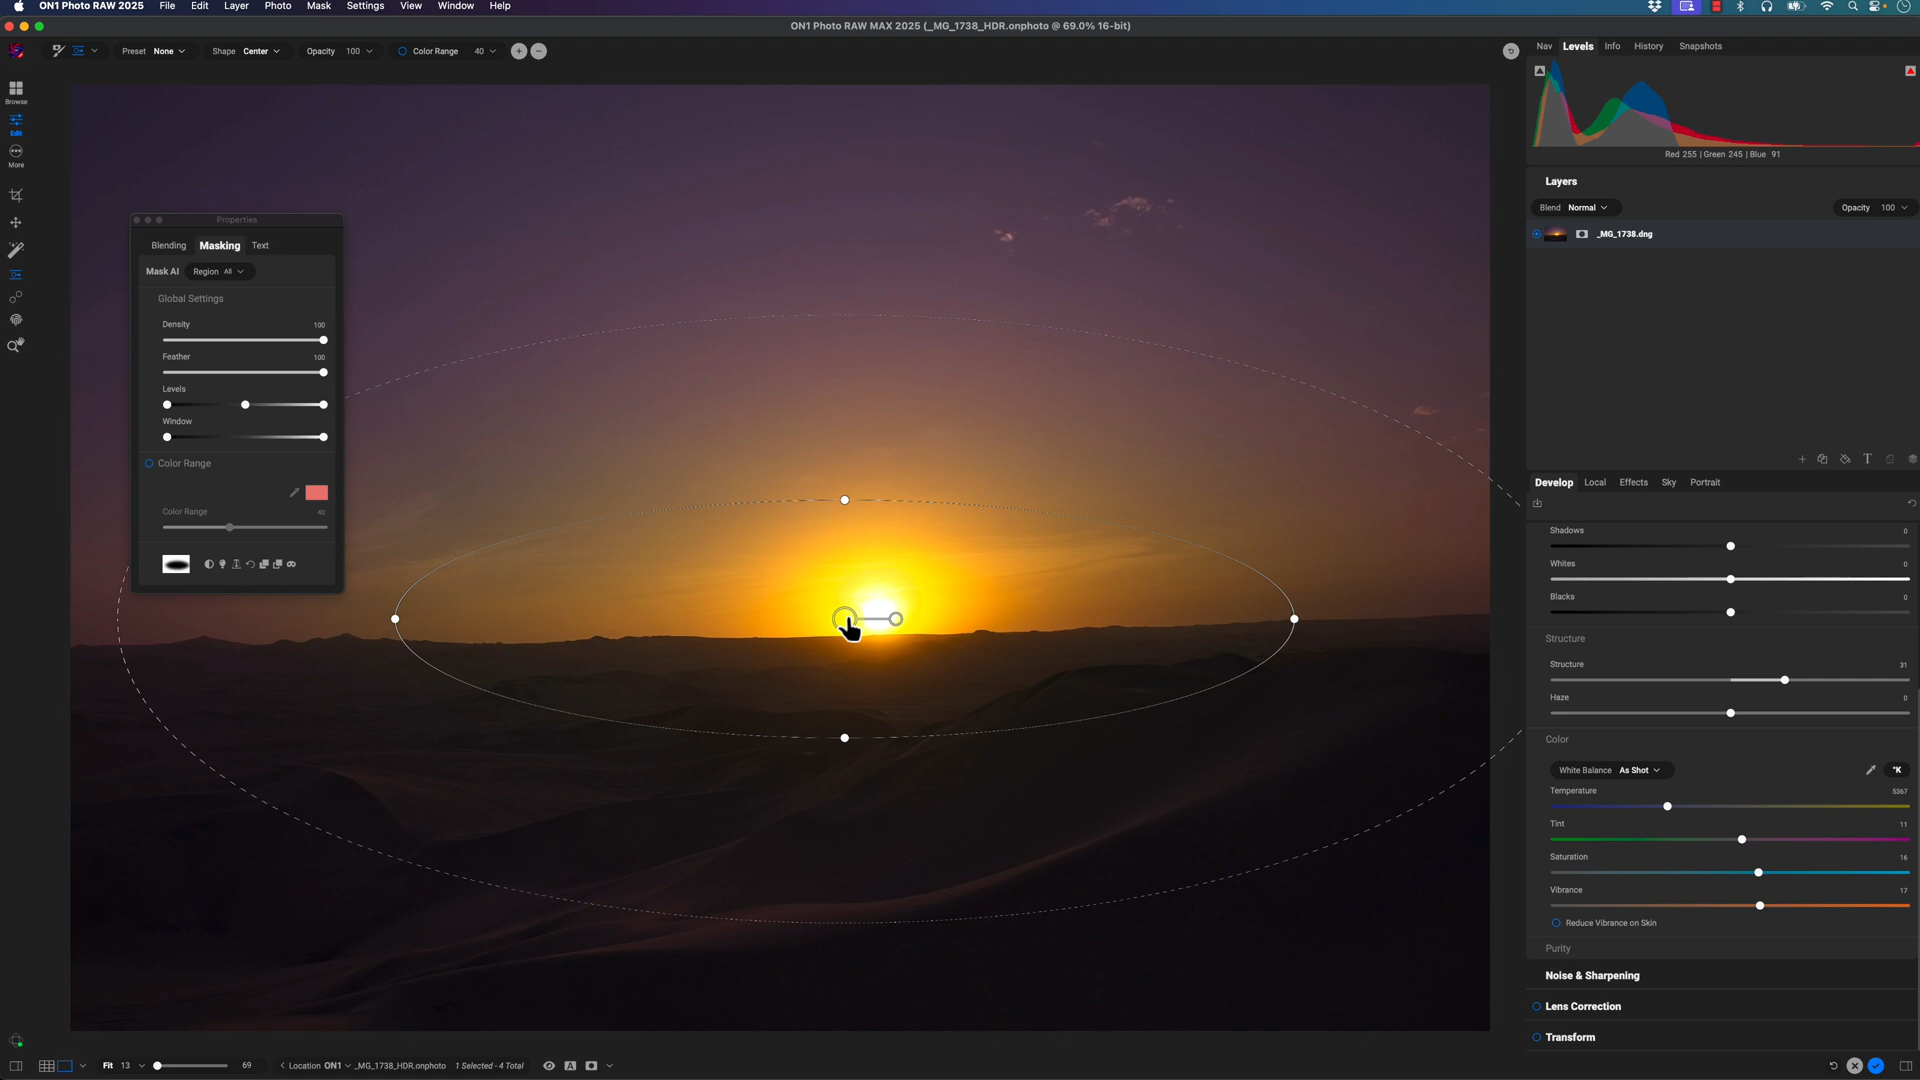 ON1 Photo RAW 2025 File Edit Layer Photo Mask Settings View Window Help
ON1 Photo RAW MAX 2025 (_MG_1738_HDR.onphoto @ 69.0% 16-bit)
Preset None Shape Center Opacity 100 Color Range 40
Nav Levels Info History Snapshots
Browse
Edit
More
Red 255 | Green 245 | Blue 91
Layers
Blend Normal Opacity 100
_MG_1738.dng
Properties
Blending Masking Text
Mask AI Region All
Global Settings
Density 100
Feather 100
Levels
Window
Color Range
Color Range 40
Develop Local Effects Sky Portrait
Shadows 0
Whites 0
Blacks 0
Structure
Structure 31
Haze 0
Color
White Balance As Shot °K
Temperature 5367
Tint 11
Saturation 16
Vibrance 17
Reduce Vibrance on Skin
Purity
Noise & Sharpening
Lens Correction
Transform
Fit 13 69 Location ON1 _MG_1738_HDR.onphoto 1 Selected - 4 Total A